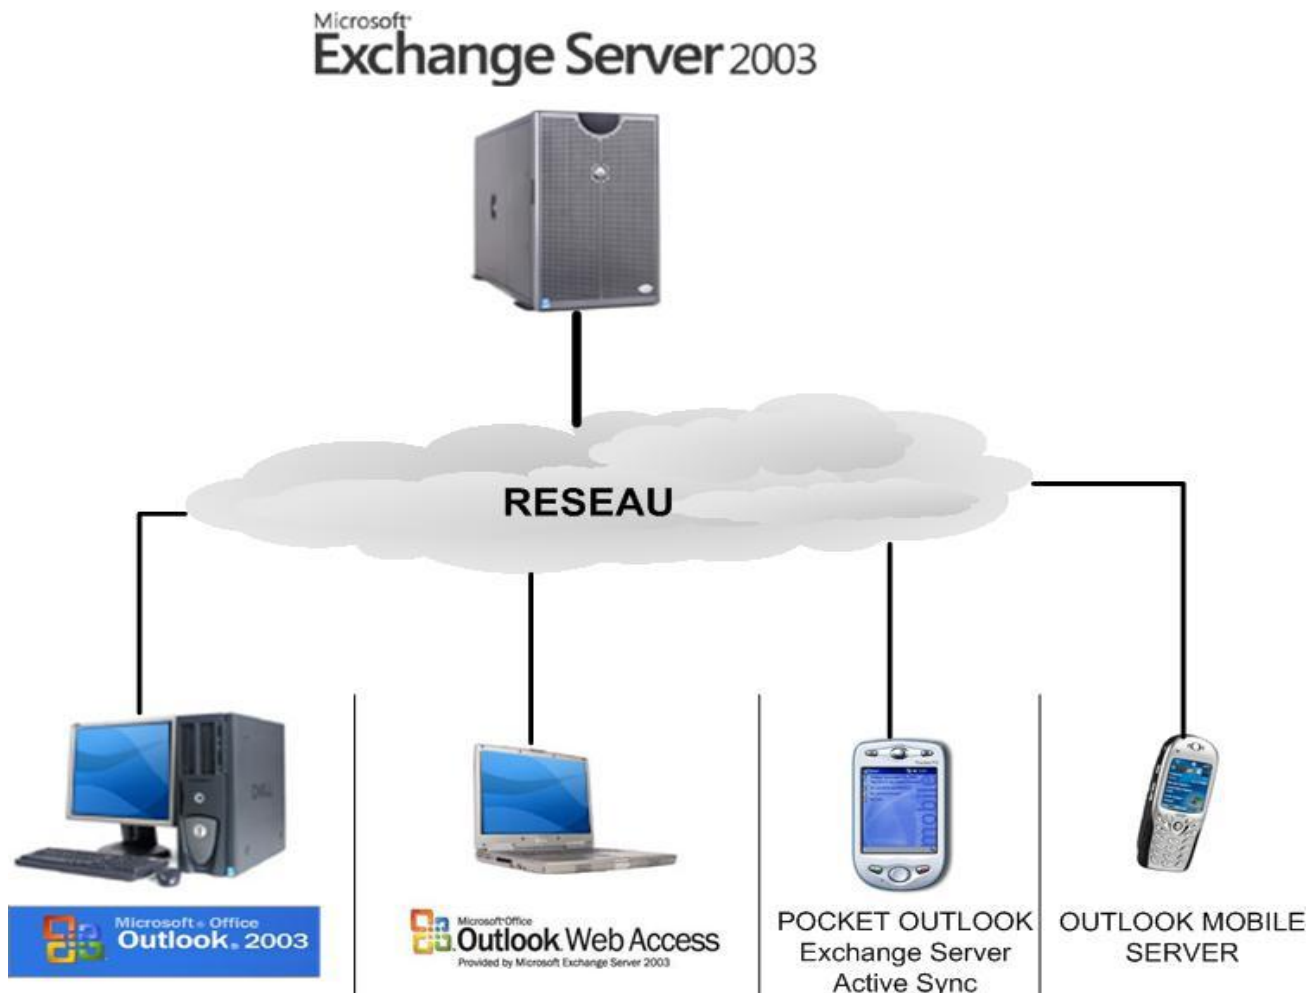 Microsoft®
Exchange Server 2003
RESEAU
Microsoft® Office
Outlook® 2003
Microsoft® Office
Outlook Web Access
Provided by Microsoft Exchange Server 2003
POCKET OUTLOOK
Exchange Server
Active Sync
OUTLOOK MOBILE
SERVER